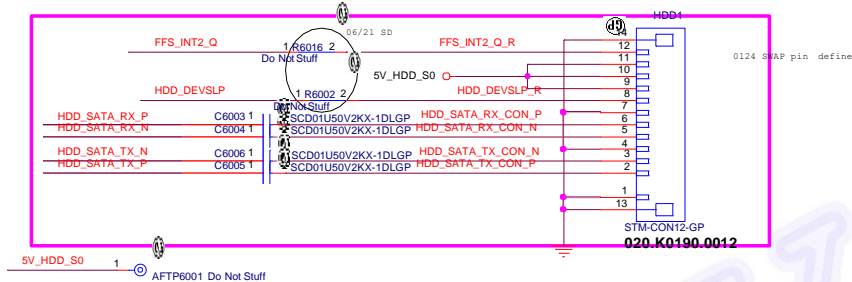 HDD1
06/21 SD
FFS_INT2_Q
1 R6016 2
FFS_INT2_Q_R
Do Not Stuff
GP
14
12
11
10
9
8
7
6
5
4
3
2
1
13
0124 SWAP pin define
5V_HDD_S0
HDD_DEVSLP
1 R6002 2
HDD_DEVSLP_R
Do Not Stuff
HDD_SATA_RX_P
C6003 1
SCD01U50V2KX-1DLGP
HDD_SATA_RX_CON_P
HDD_SATA_RX_N
C6004 1
SCD01U50V2KX-1DLGP
HDD_SATA_RX_CON_N
HDD_SATA_TX_N
C6006 1
SCD01U50V2KX-1DLGP
HDD_SATA_TX_CON_N
HDD_SATA_TX_P
C6005 1
SCD01U50V2KX-1DLGP
HDD_SATA_TX_CON_P
STM-CON12-GP
020.K0190.0012
5V_HDD_S0
1
AFTP6001 Do Not Stuff